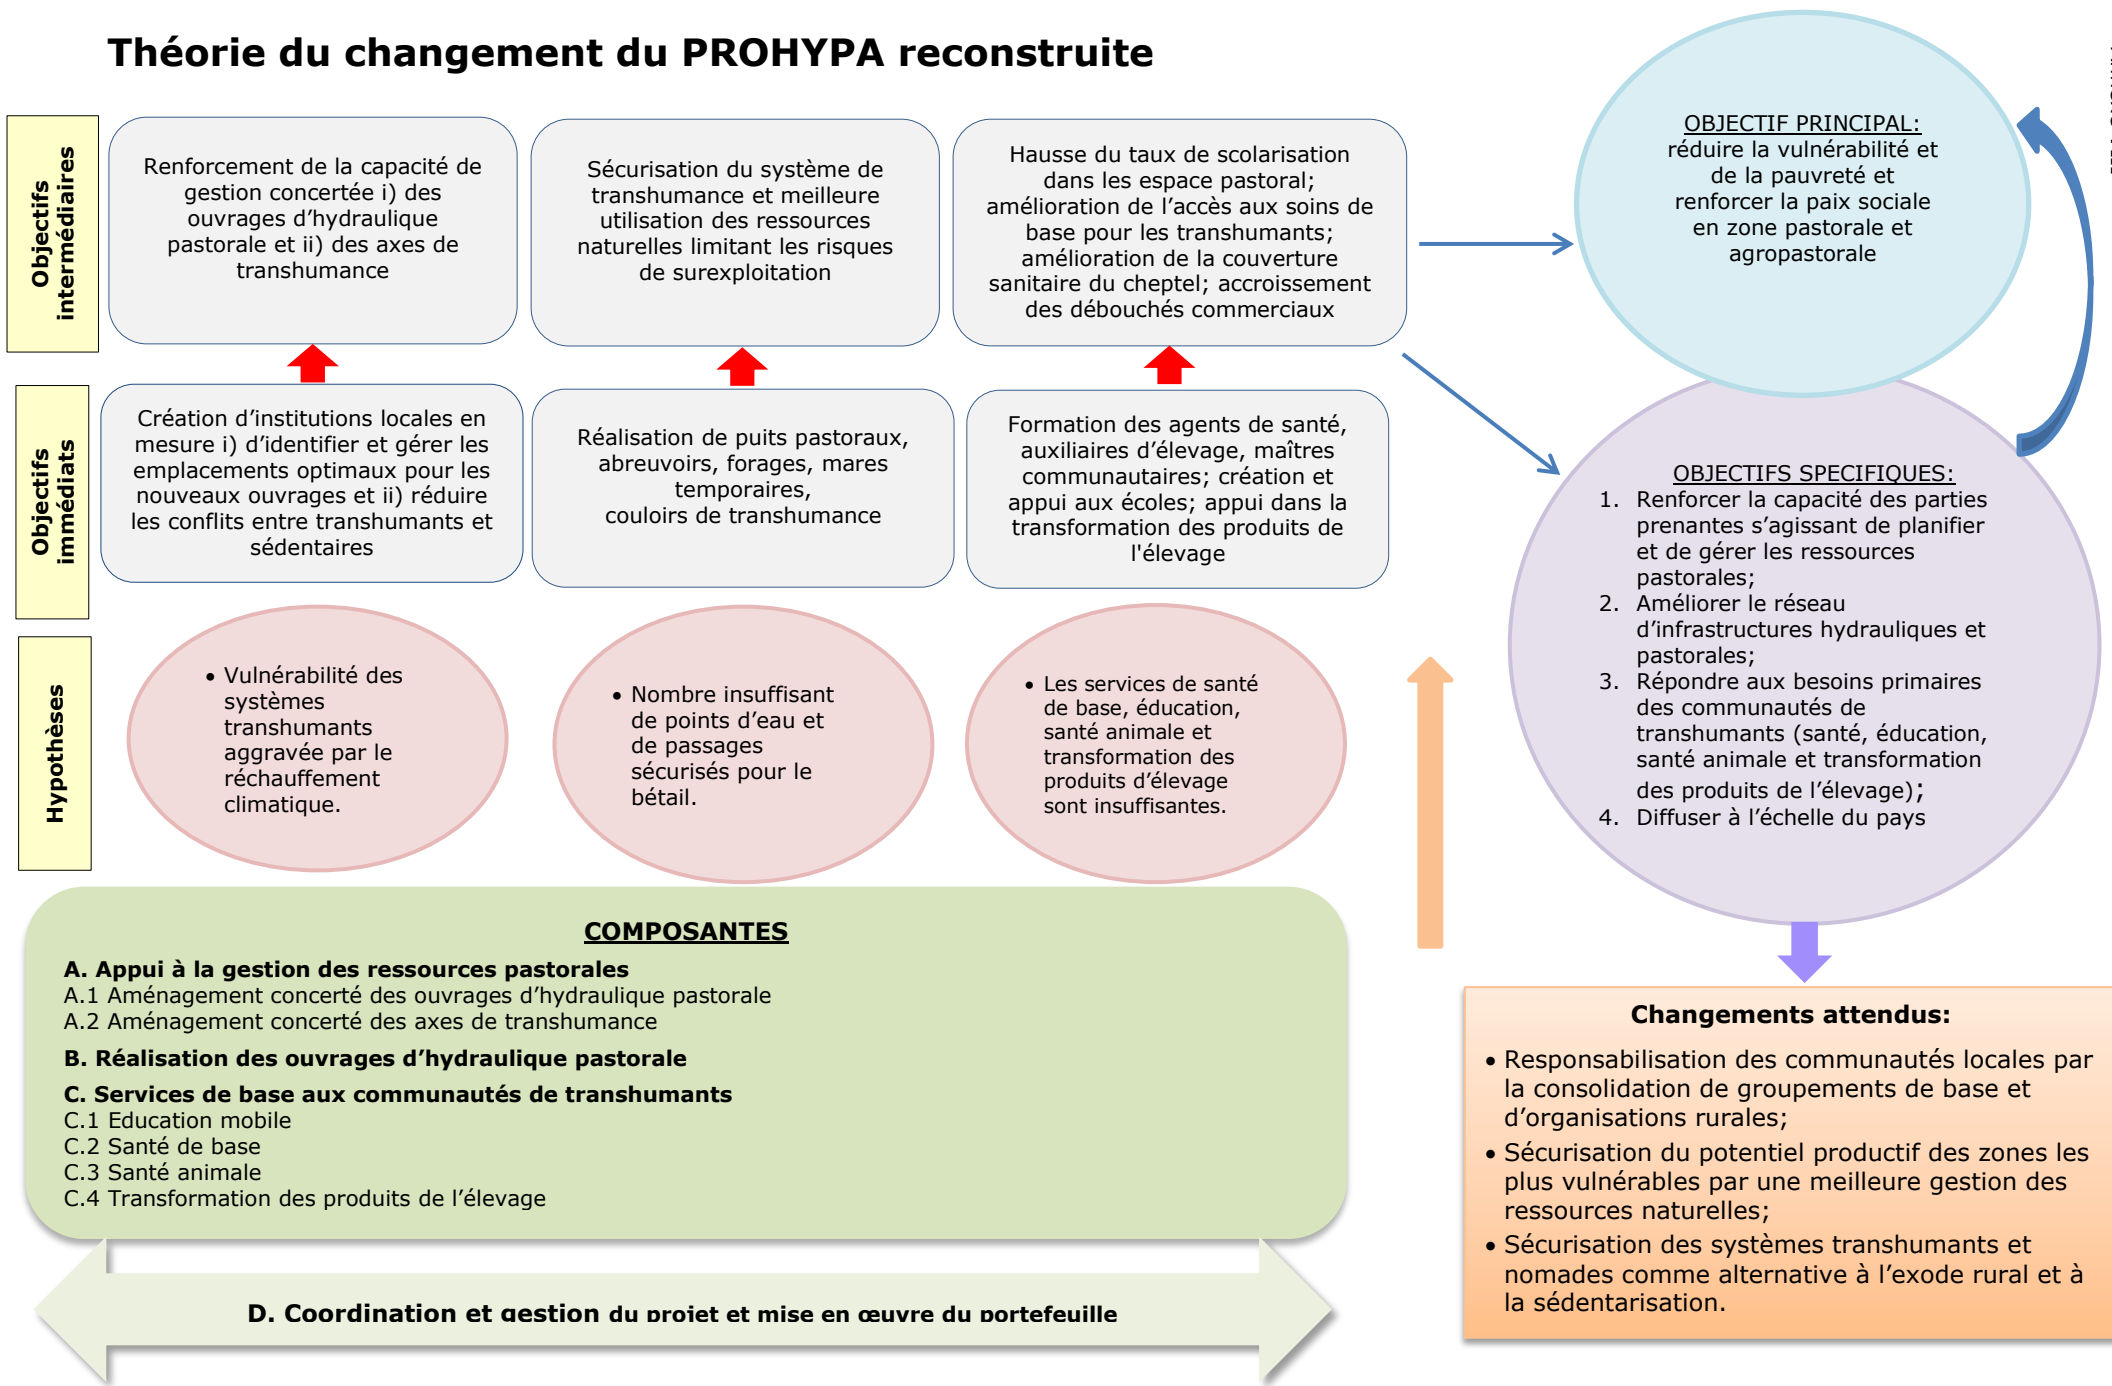 Théorie du changement du PROHYPA reconstruite
Objectifs
intermédiaires
Renforcement de la capacité de
gestion concertée i) des
ouvrages d’hydraulique
pastorale et ii) des axes de
transhumance
Sécurisation du système de
transhumance et meilleure
utilisation des ressources
naturelles limitant les risques
de surexploitation
Hausse du taux de scolarisation
dans les espace pastoral;
amélioration de l’accès aux soins de
base pour les transhumants;
amélioration de la couverture
sanitaire du cheptel; accroissement
des débouchés commerciaux
OBJECTIF PRINCIPAL:
réduire la vulnérabilité et
de la pauvreté et
renforcer la paix sociale
en zone pastorale et
agropastorale
Objectifs
immédiats
Création d’institutions locales en
mesure i) d’identifier et gérer les
emplacements optimaux pour les
nouveaux ouvrages et ii) réduire
les conflits entre transhumants et
sédentaires
Réalisation de puits pastoraux,
abreuvoirs, forages, mares
temporaires,
couloirs de transhumance
Formation des agents de santé,
auxiliaires d’élevage, maîtres
communautaires; création et
appui aux écoles; appui dans la
transformation des produits de
l'élevage
OBJECTIFS SPECIFIQUES:
1. Renforcer la capacité des parties
prenantes s’agissant de planifier
et de gérer les ressources
pastorales;
2. Améliorer le réseau
d’infrastructures hydrauliques et
pastorales;
3. Répondre aux besoins primaires
des communautés de
transhumants (santé, éducation,
santé animale et transformation
des produits de l’élevage);
4. Diffuser à l’échelle du pays
Hypothèses
• Vulnérabilité des
systèmes
transhumants
aggravée par le
réchauffement
climatique.
• Nombre insuffisant
de points d’eau et
de passages
sécurisés pour le
bétail.
• Les services de santé
de base, éducation,
santé animale et
transformation des
produits d’élevage
sont insuffisantes.
COMPOSANTES
A. Appui à la gestion des ressources pastorales
A.1 Aménagement concerté des ouvrages d’hydraulique pastorale
A.2 Aménagement concerté des axes de transhumance
B. Réalisation des ouvrages d’hydraulique pastorale
C. Services de base aux communautés de transhumants
C.1 Education mobile
C.2 Santé de base
C.3 Santé animale
C.4 Transformation des produits de l’élevage
D. Coordination et gestion du projet et mise en œuvre du portefeuille
Changements attendus:
• Responsabilisation des communautés locales par
la consolidation de groupements de base et
d’organisations rurales;
• Sécurisation du potentiel productif des zones les
plus vulnérables par une meilleure gestion des
ressources naturelles;
• Sécurisation des systèmes transhumants et
nomades comme alternative à l’exode rural et à
la sédentarisation.